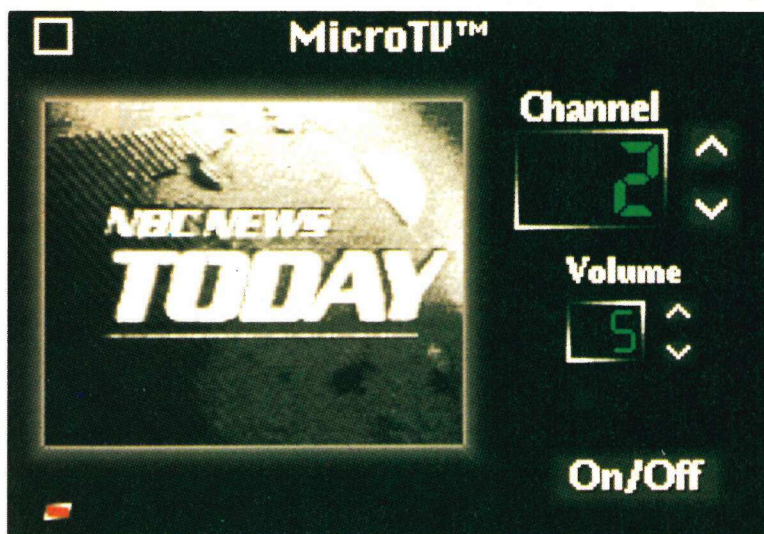 MicroTV™
Channel
2
NBC NEWS
TODAY
Volume
5
On/Off